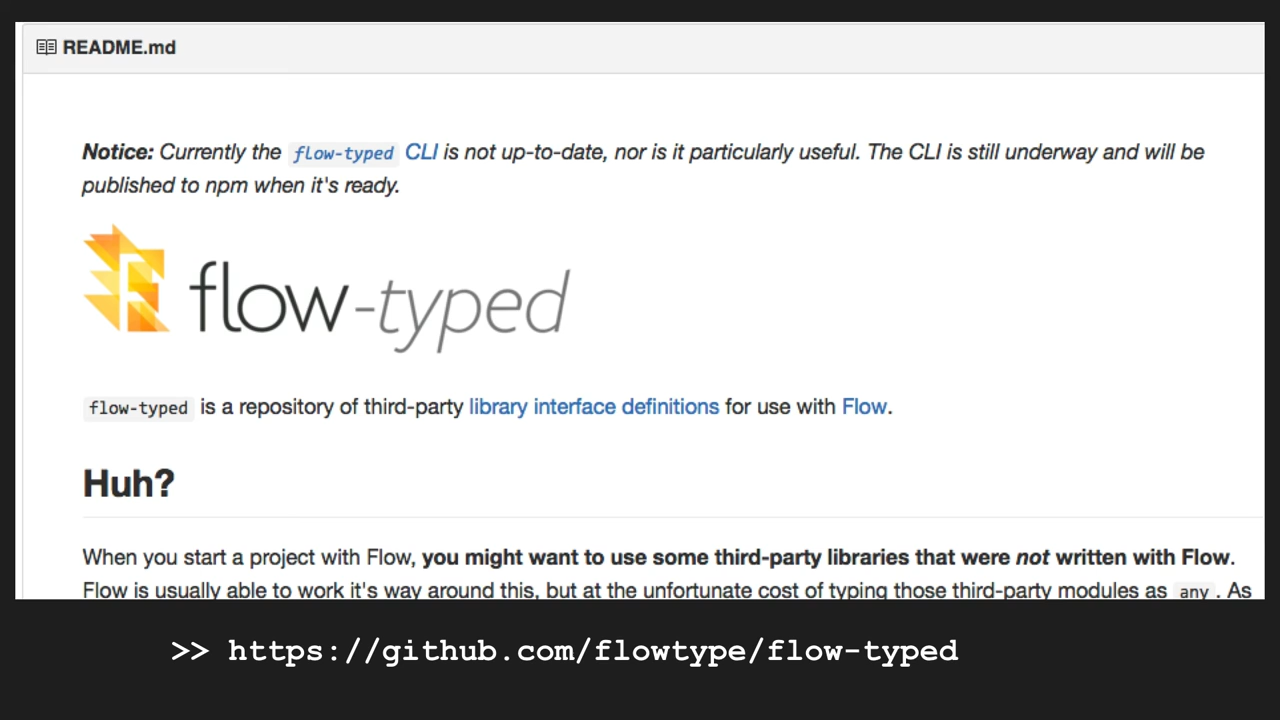 README.md
Notice: Currently the flow-typed CLI is not up-to-date, nor is it particularly useful. The CLI is still underway and will be
published to npm when it's ready.
flow-typed
flow-typed is a repository of third-party library interface definitions for use with Flow.
Huh?
When you start a project with Flow, you might want to use some third-party libraries that were not written with Flow.
Flow is usually able to work it's way around this, but at the unfortunate cost of typing those third-party modules as any. As
>> https://github.com/flowtype/flow-typed